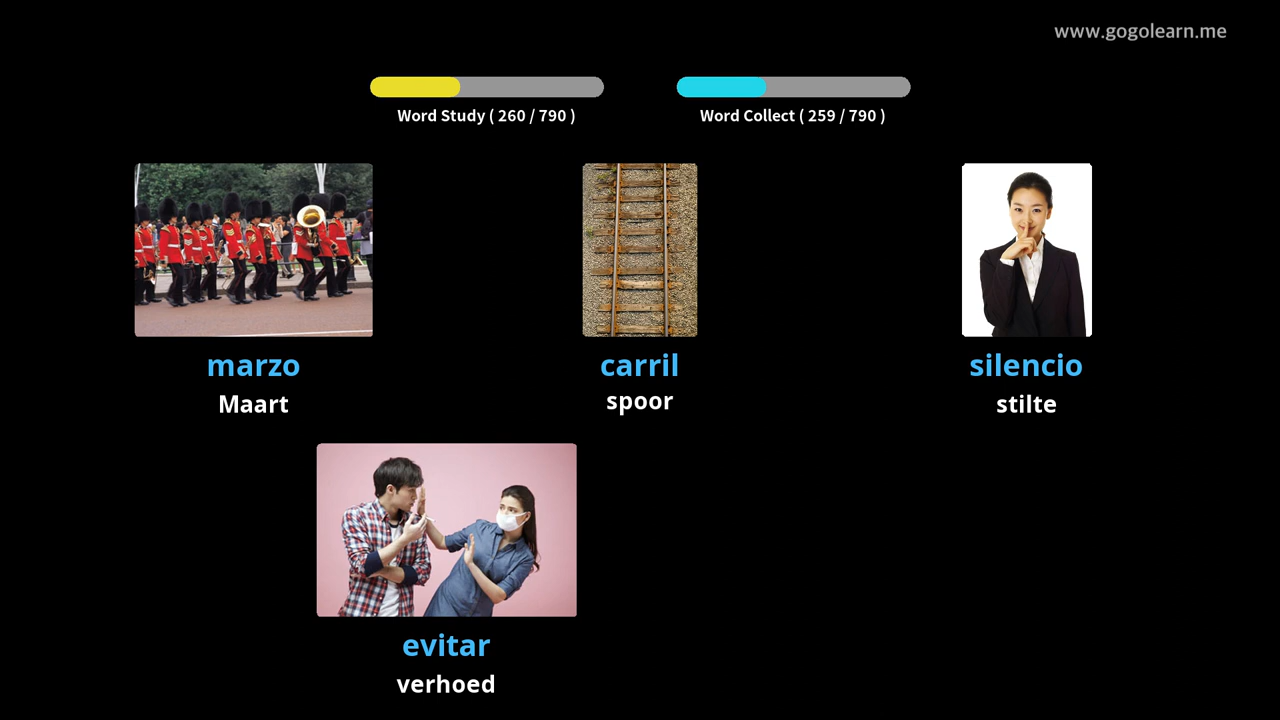 www.gogolearn.me
Word Study ( 260 / 790 )
Word Collect ( 259 / 790 )
marzo
Maart
carril
spoor
silencio
stilte
evitar
verhoed